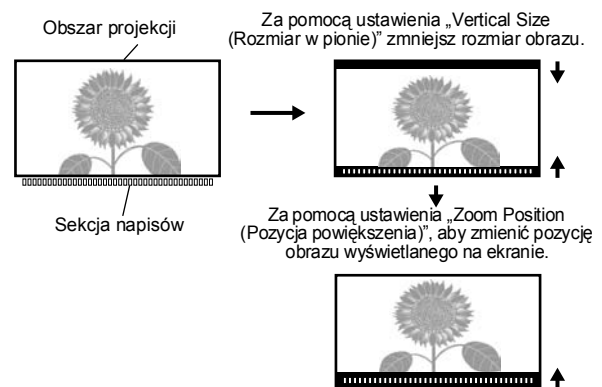 Obszar projekcji
Za pomocą ustawienia „Vertical Size
(Rozmiar w pionie)” zmniejsz rozmiar obrazu.
Sekcja napisów
Za pomocą ustawienia „Zoom Position
(Pozycja powiększenia)”, aby zmienić pozycję
obrazu wyświetlanego na ekranie.